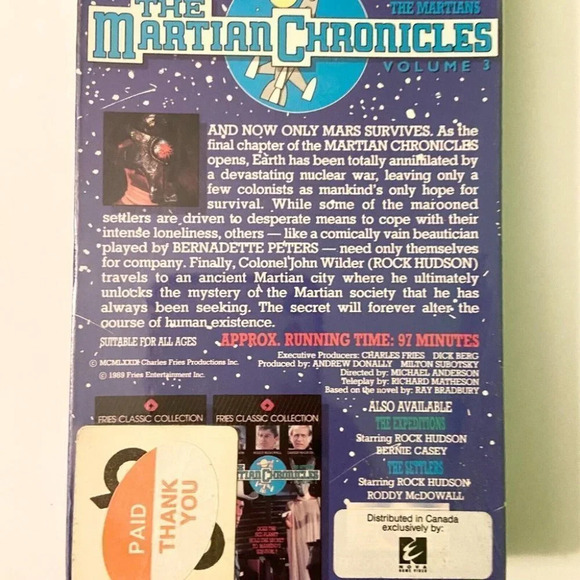 THE MARTIANS
THE
MARTIAN CHRONICLES
VOLUME 3
AND NOW ONLY MARS SURVIVES. As the
final chapter of the MARTIAN CHRONICLES
opens, Earth has been totally annihilated by
a devastating nuclear war, leaving only a
few colonists as mankind's only hope for
survival. While some of the marooned
settlers are driven to desperate means to cope with their
intense loneliness, others — like a comically vain beautician
played by BERNADETTE PETERS — need only themselves
for company. Finally, Colonel John Wilder (ROCK HUDSON)
travels to an ancient Martian city where he ultimately
unlocks the mystery of the Martian society that he has
always been seeking. The secret will forever alter the
course of human existence.
SUITABLE FOR ALL AGES
APPROX. RUNNING TIME: 97 MINUTES
© Charles Fries Productions Inc.
© 1989 Fries Entertainment Inc.
Executive Producers: CHARLES FRIES DICK BERG
Produced by: ANDREW DONALLY MILTON SUBOTSKY
Directed by: MICHAEL ANDERSON
Teleplay by: RICHARD MATHESON
Based on the novel by: RAY BRADBURY
FRIES CLASSIC COLLECTION
FRIES CLASSIC COLLECTION
CHRONICLES
ALSO AVAILABLE
THE EXPEDITIONS
Starring ROCK HUDSON
BERNIE CASEY
THE SETTLERS
Starring ROCK HUDSON
RODDY McDOWALL
PAID
THANK
YOU
Distributed in Canada
exclusively by:
NOVA
HOME VIDEO